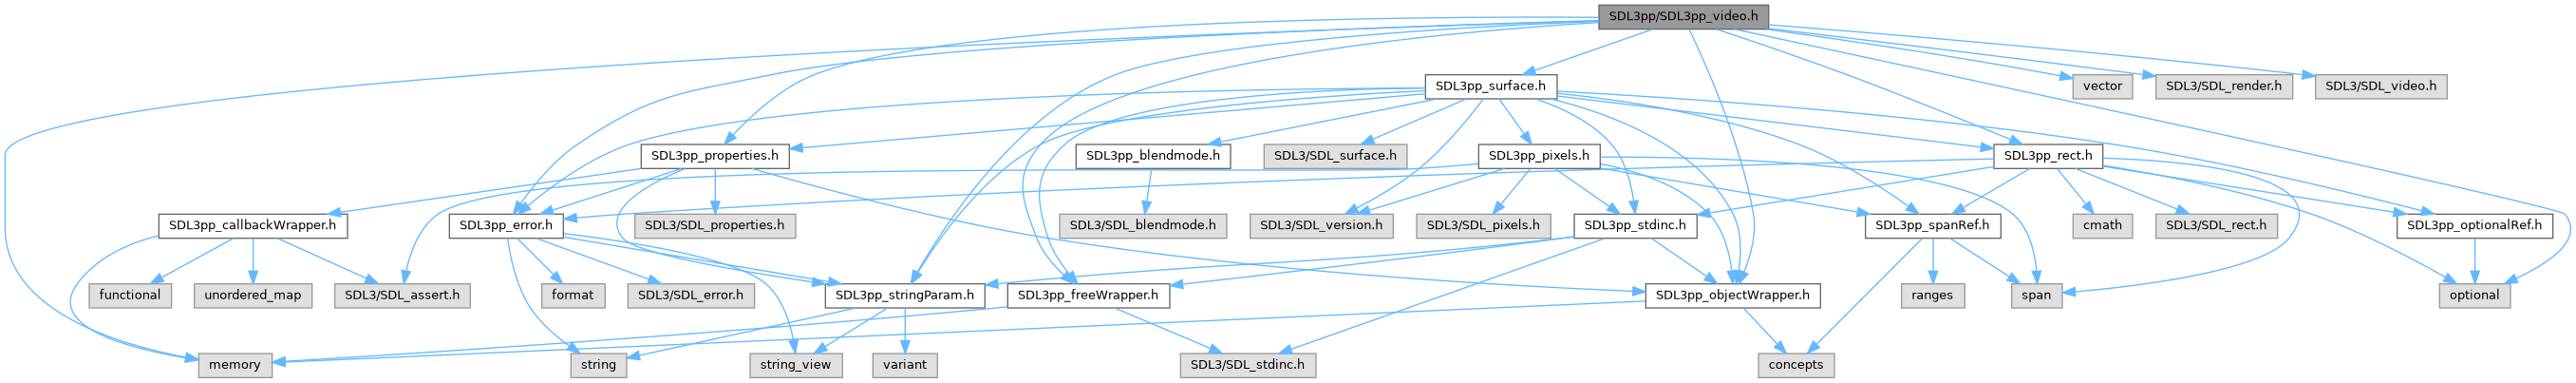 SDL3pp/SDL3pp_video.h
SDL3pp_surface.h
vector
SDL3/SDL_render.h
SDL3/SDL_video.h
SDL3pp_properties.h
SDL3pp_blendmode.h
SDL3/SDL_surface.h
SDL3pp_pixels.h
SDL3pp_rect.h
SDL3pp_callbackWrapper.h
SDL3pp_error.h
SDL3/SDL_properties.h
SDL3/SDL_blendmode.h
SDL3/SDL_version.h
SDL3/SDL_pixels.h
SDL3pp_stdinc.h
SDL3pp_spanRef.h
cmath
SDL3/SDL_rect.h
SDL3pp_optionalRef.h
functional
unordered_map
SDL3/SDL_assert.h
format
SDL3/SDL_error.h
SDL3pp_stringParam.h
SDL3pp_freeWrapper.h
SDL3pp_objectWrapper.h
ranges
span
optional
memory
string
string_view
variant
SDL3/SDL_stdinc.h
concepts